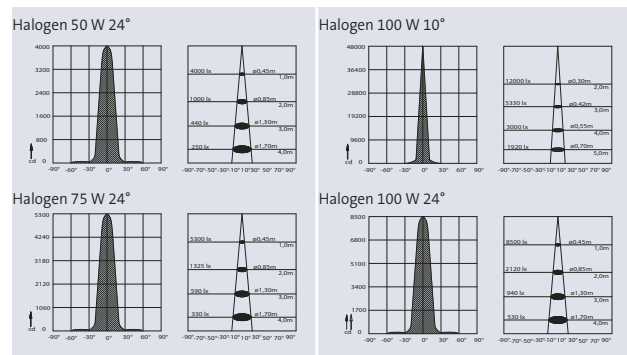 Halogen 50 W 24°
4000
3200
2400
1600
800
0
cd
-90° -60° -30° 0° 30° 60° 90°
4000 lx ø0,45m
1,0m
1000 lx ø0,85m
2,0m
440 lx ø1,30m
3,0m
250 lx ø1,70m
4,0m
-90°-70°-50°-30°-10°10° 30° 50° 70° 90°
Halogen 100 W 10°
48000
36400
28800
19200
9600
0
cd
-90° -60° -30° 0° 30° 60° 90°
12000 lx ø0,30m
2,0m
5330 lx ø0,42m
3,0m
3000 lx ø0,55m
4,0m
1920 lx ø0,70m
5,0m
-90°-70°-50°-30°-10°10° 30° 50° 70° 90°
Halogen 75 W 24°
5300
4240
3180
2120
1060
0
cd
-90° -60° -30° 0° 30° 60° 90°
5300 lx ø0,45m
1,0m
1325 lx ø0,85m
2,0m
590 lx ø1,30m
3,0m
330 lx ø1,70m
4,0m
-90°-70°-50°-30°-10°10° 30° 50° 70° 90°
Halogen 100 W 24°
8500
6800
5100
3400
1700
0
cd
-90° -60° -30° 0° 30° 60° 90°
8500 lx ø0,45m
1,0m
2120 lx ø0,85m
2,0m
940 lx ø1,30m
3,0m
530 lx ø1,70m
4,0m
-90°-70°-50°-30°-10°10° 30° 50° 70° 90°